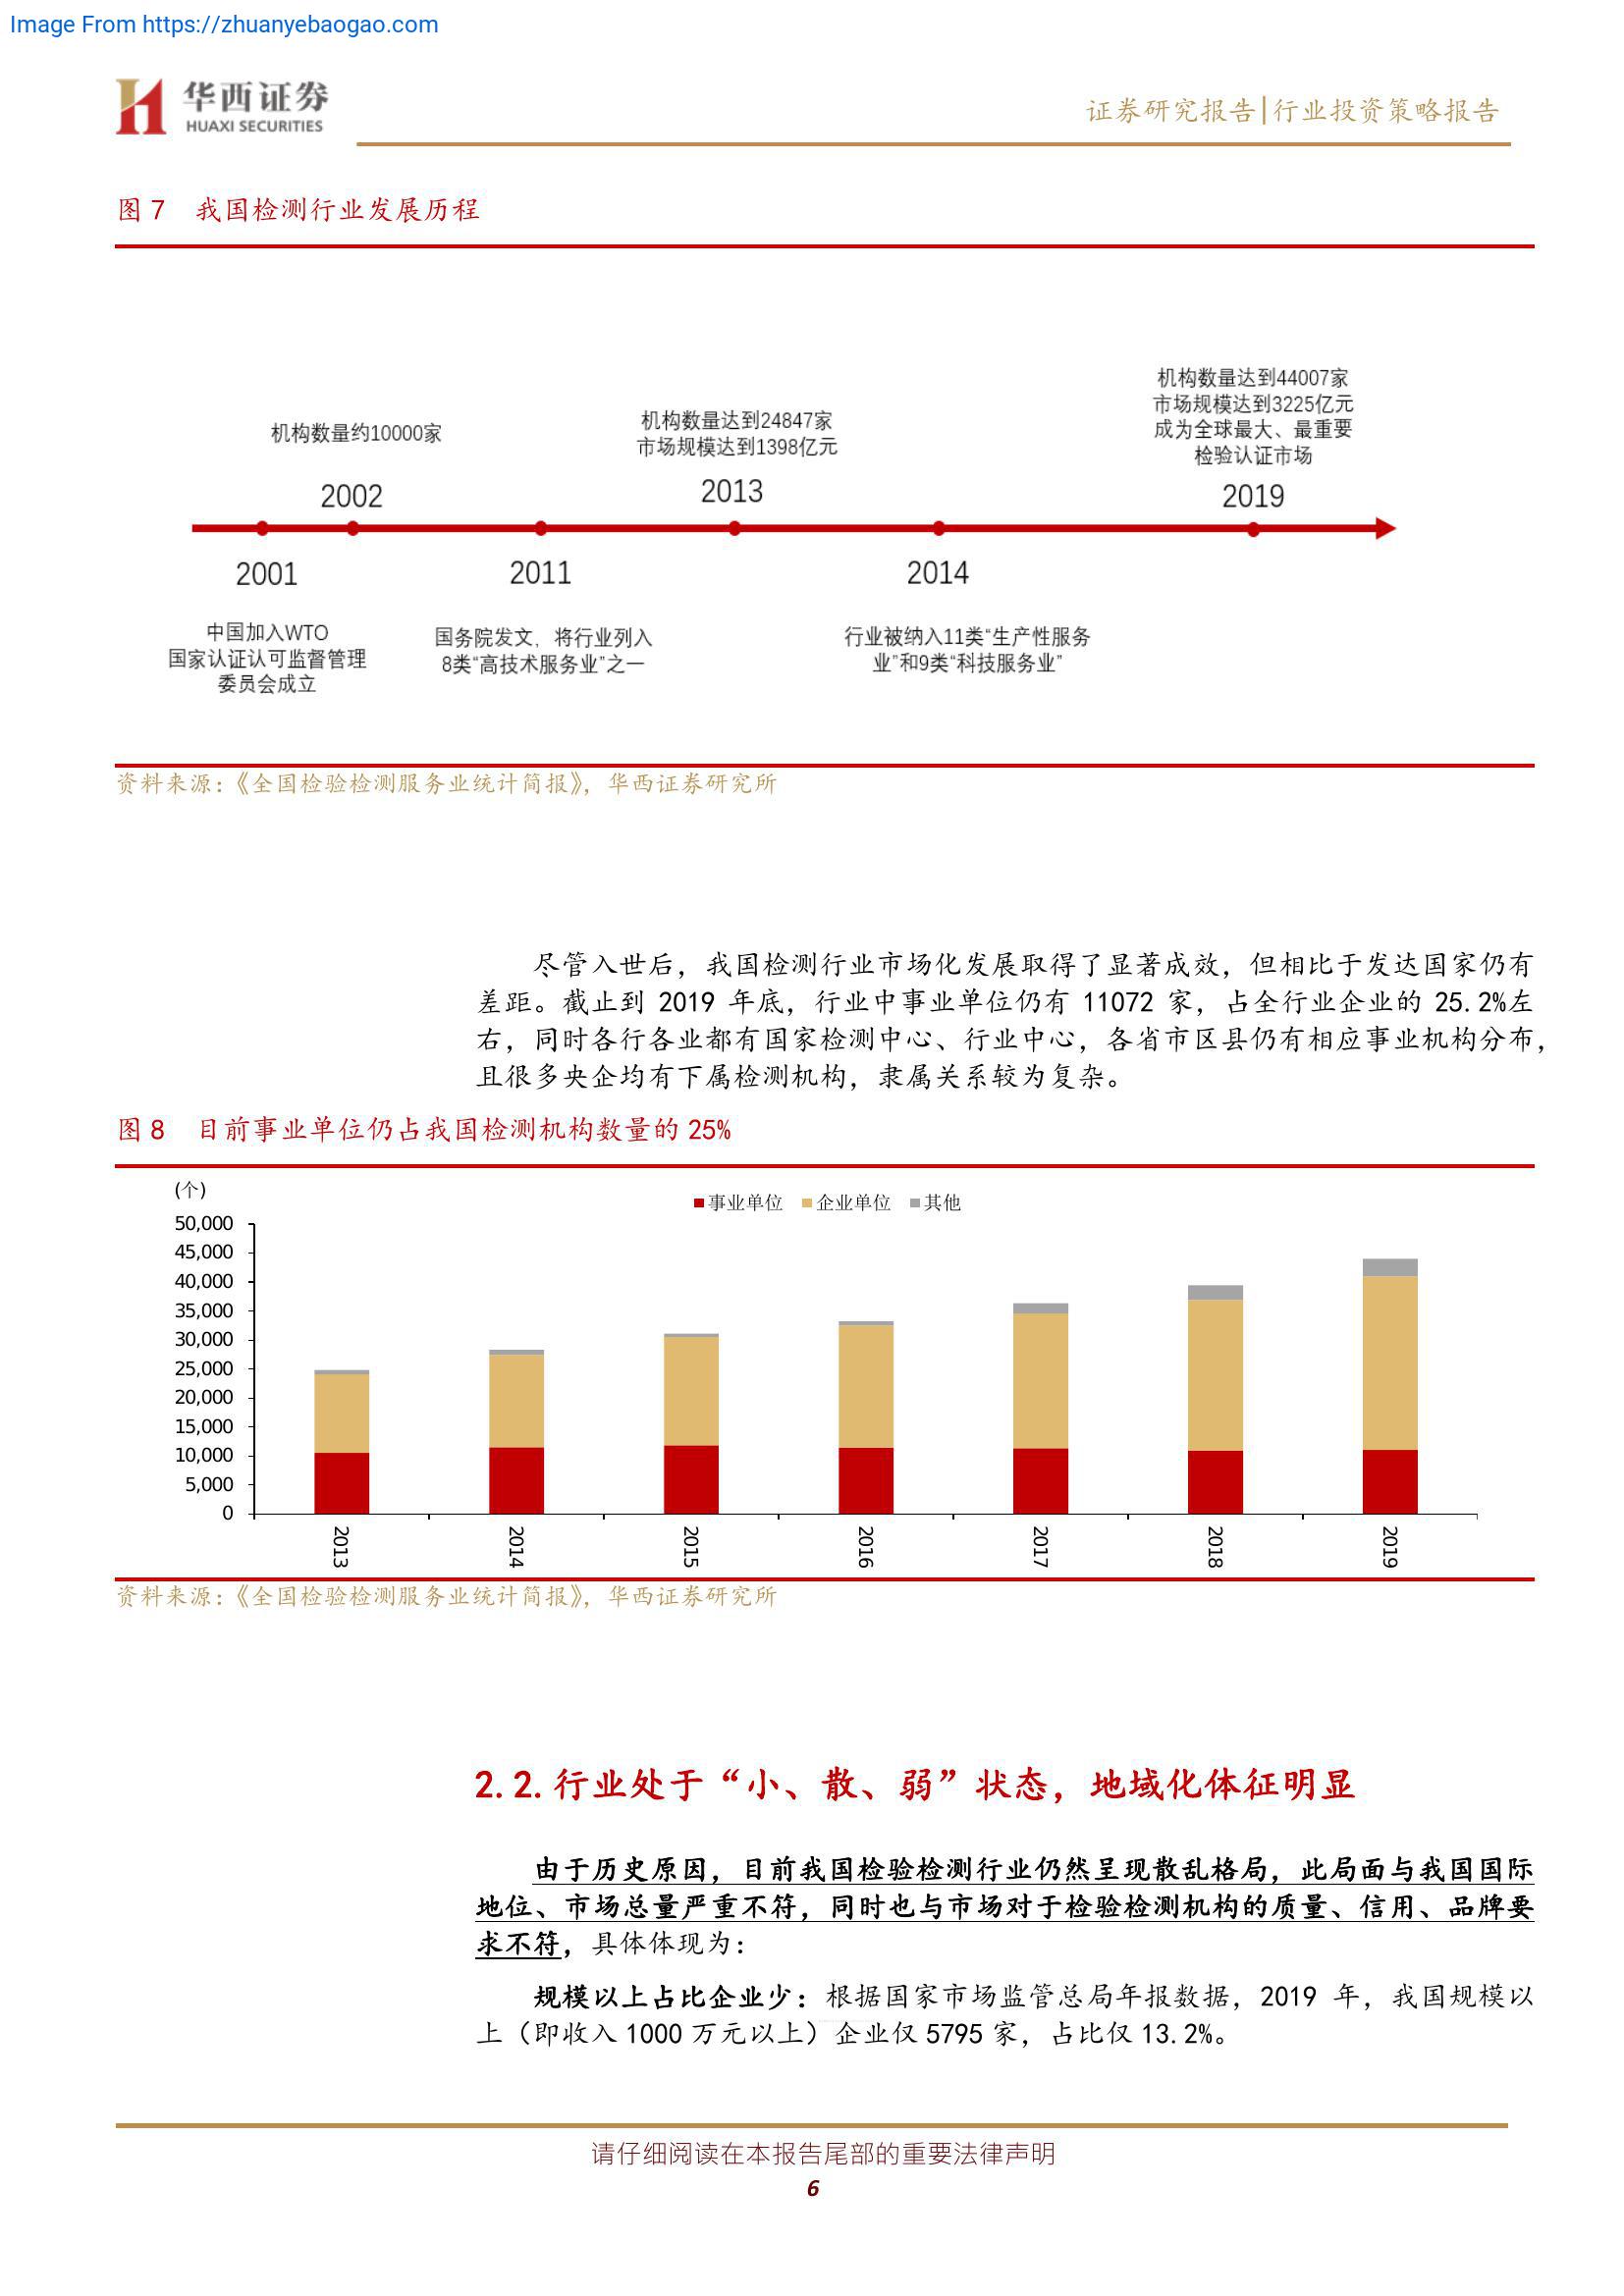 Image From https://zhuanyebaogao.com
华西证券
HUAXI SECURITIES
证券研究报告|行业投资策略报告
图 7 我国检测行业发展历程
机构数量约10000家
机构数量达到24847家
市场规模达到1398亿元
机构数量达到44007家
市场规模达到3225亿元
成为全球最大、最重要
检验认证市场
2002
2013
2019
2001
2011
2014
中国加入WTO
国家认证认可监督管理
委员会成立
国务院发文，将行业列入
8类“高技术服务业”之一
行业被纳入11类“生产性服务
业”和9类“科技服务业”
资料来源：《全国检验检测服务业统计简报》，华西证券研究所
尽管入世后，我国检测行业市场化发展取得了显著成效，但相比于发达国家仍有
差距。截止到 2019 年底，行业中事业单位仍有 11072 家，占全行业企业的 25.2%左
右，同时各行各业都有国家检测中心、行业中心，各省市区县仍有相应事业机构分布，
且很多央企均有下属检测机构，隶属关系较为复杂。
图 8 目前事业单位仍占我国检测机构数量的 25%
(个)
事业单位 企业单位 其他
50,000
45,000
40,000
35,000
30,000
25,000
20,000
15,000
10,000
5,000
0
2013 2014 2015 2016 2017 2018 2019
资料来源：《全国检验检测服务业统计简报》，华西证券研究所
2.2.行业处于“小、散、弱”状态，地域化体征明显
由于历史原因，目前我国检验检测行业仍然呈现散乱格局，此局面与我国国际
地位、市场总量严重不符，同时也与市场对于检验检测机构的质量、信用、品牌要
求不符，具体体现为：
规模以上占比企业少：根据国家市场监管总局年报数据，2019 年，我国规模以
上（即收入 1000 万元以上）企业仅 5795 家，占比仅 13.2%。
请仔细阅读在本报告尾部的重要法律声明
6